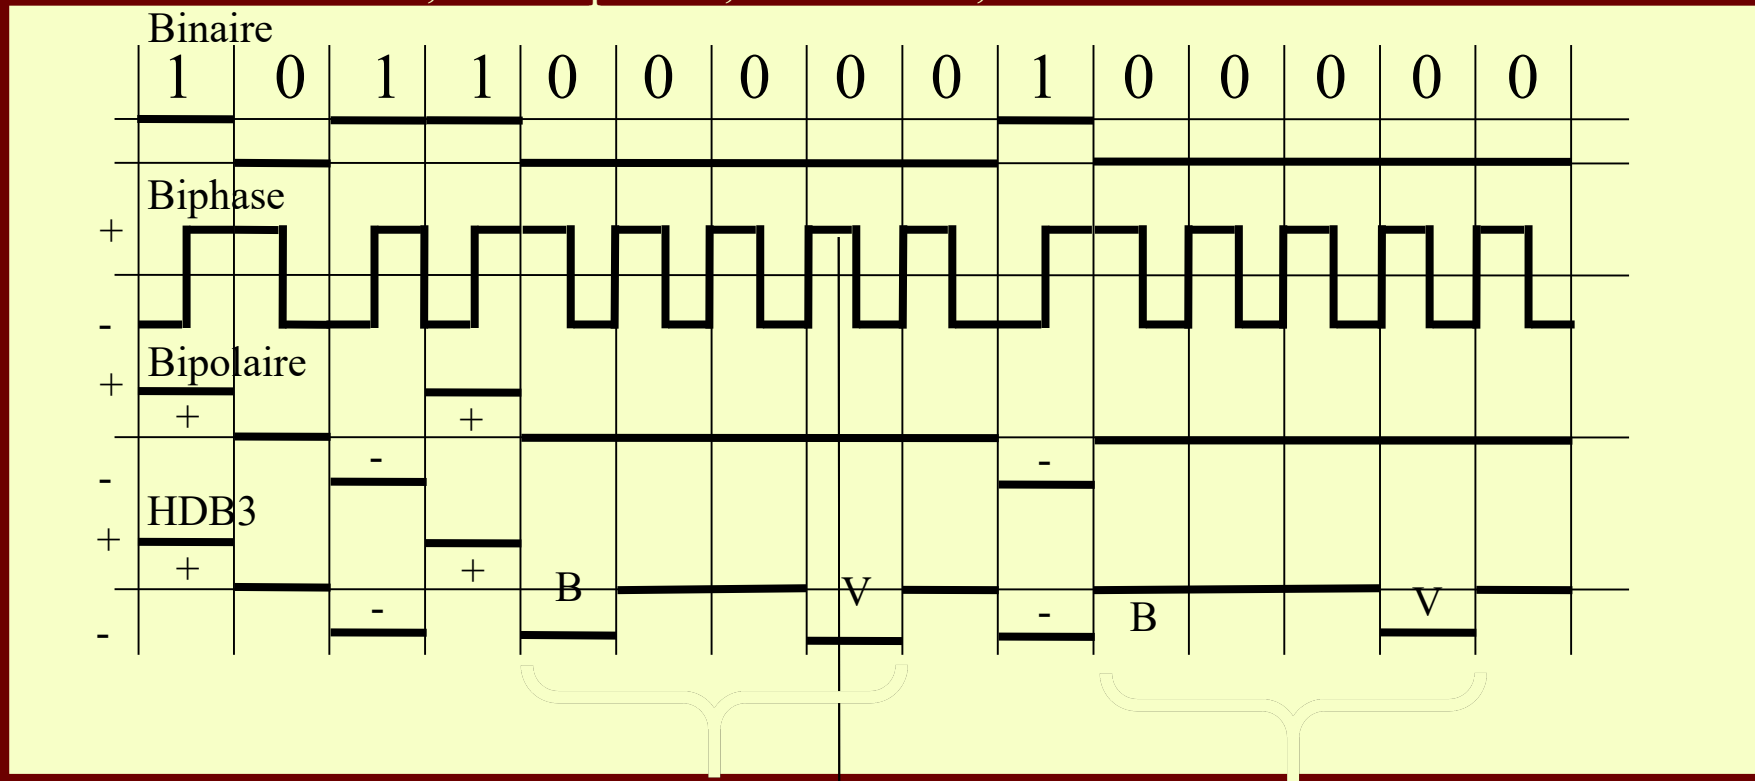 Binaire
1 0 1 1 0 0 0 0 0 1 0 0 0 0 0
Biphase
+
-
Bipolaire
+
+ +
- -
-
HDB3
+
+ +
B V B V
- -
-